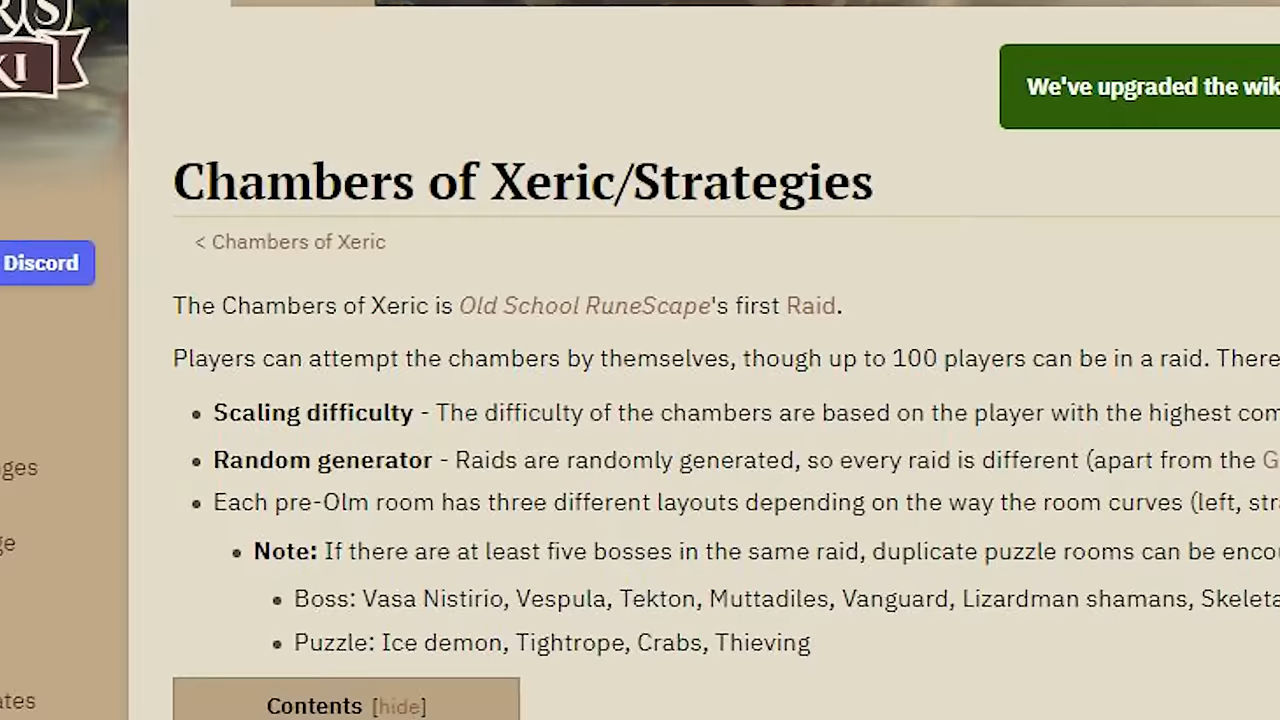 We've upgraded the wik
Chambers of Xeric/Strategies
< Chambers of Xeric
Discord
The Chambers of Xeric is Old School RuneScape's first Raid.
Players can attempt the chambers by themselves, though up to 100 players can be in a raid. There
• Scaling difficulty - The difficulty of the chambers are based on the player with the highest com
• Random generator - Raids are randomly generated, so every raid is different (apart from the G
• Each pre-Olm room has three different layouts depending on the way the room curves (left, stra
• Note: If there are at least five bosses in the same raid, duplicate puzzle rooms can be enco
• Boss: Vasa Nistirio, Vespula, Tekton, Muttadiles, Vanguard, Lizardman shamans, Skeleta
• Puzzle: Ice demon, Tightrope, Crabs, Thieving
Contents [hide]